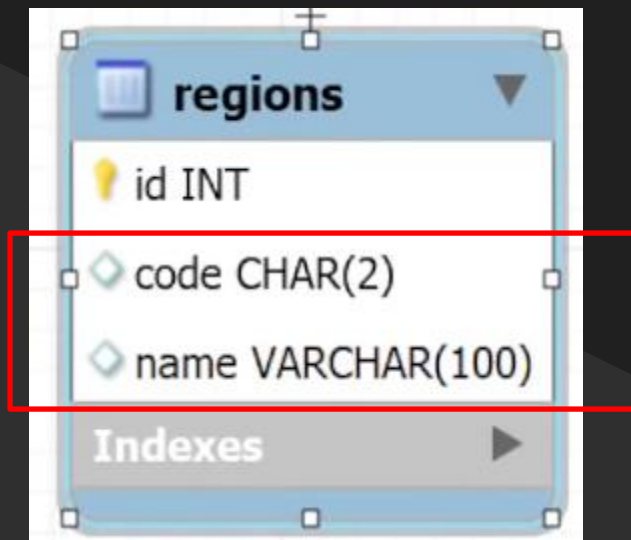 regions
id INT
code CHAR(2)
name VARCHAR(100)
Indexes